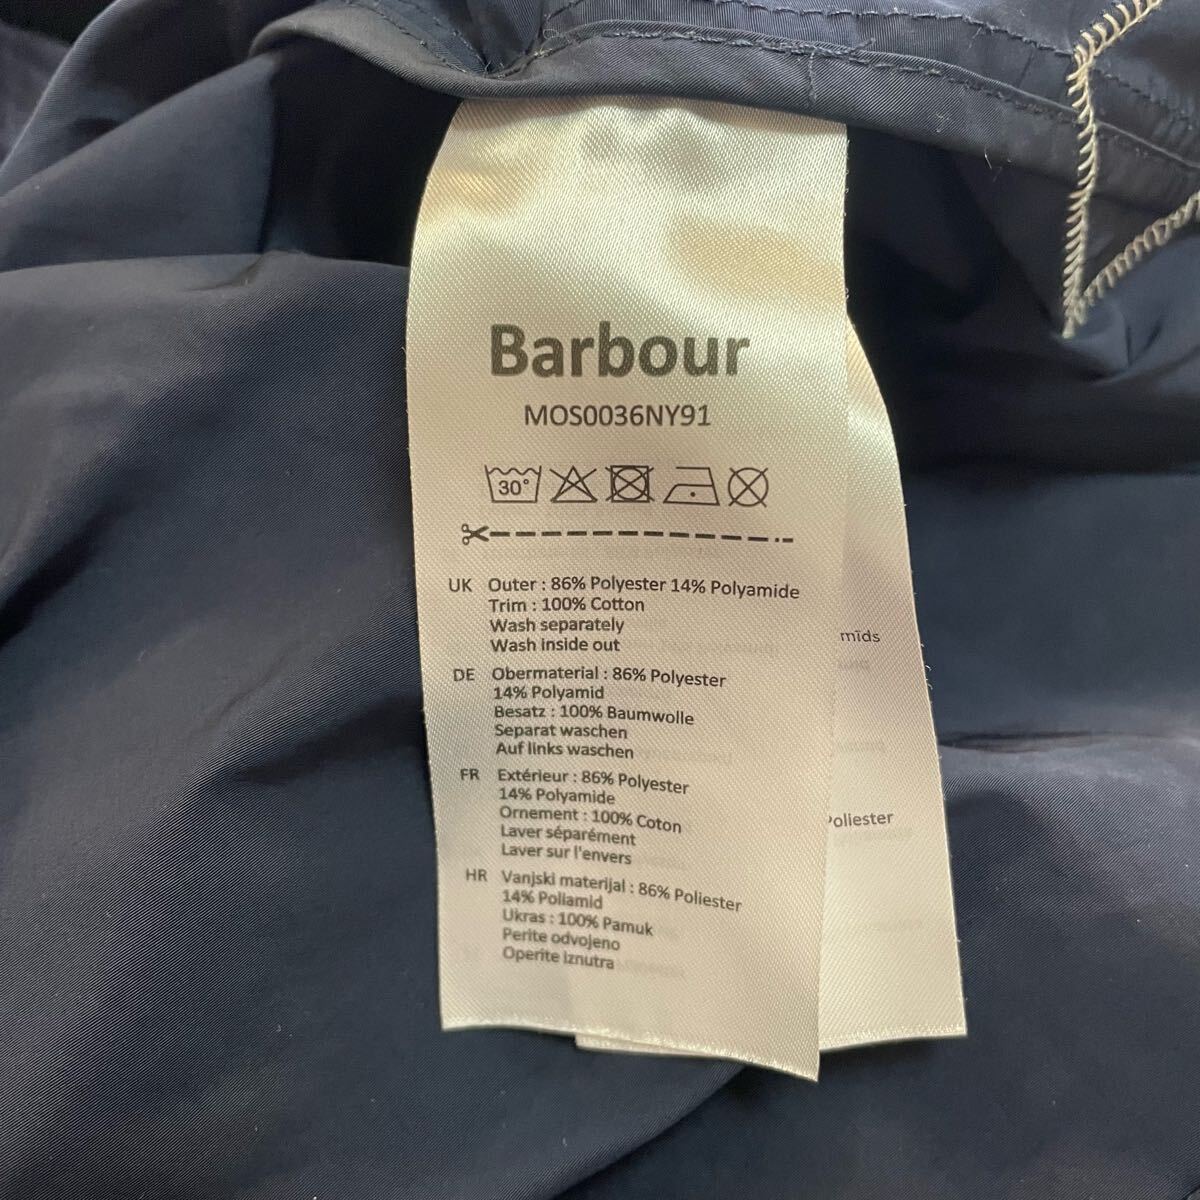 Barbour
MOS0036NY91
30°
UK Outer : 86% Polyester 14% Polyamide
Trim : 100% Cotton
Wash separately
Wash inside out
DE Obermaterial : 86% Polyester
14% Polyamid
Besatz : 100% Baumwolle
Separat waschen
Auf links waschen
FR Extérieur : 86% Polyester
14% Polyamide
Ornement : 100% Coton
Laver séparément
Laver sur l'envers
HR Vanjski materijal : 86% Poliester
14% Poliamid
Ukras : 100% Pamuk
Perite odvojeno
Operite iznutra
mīds
Poliester